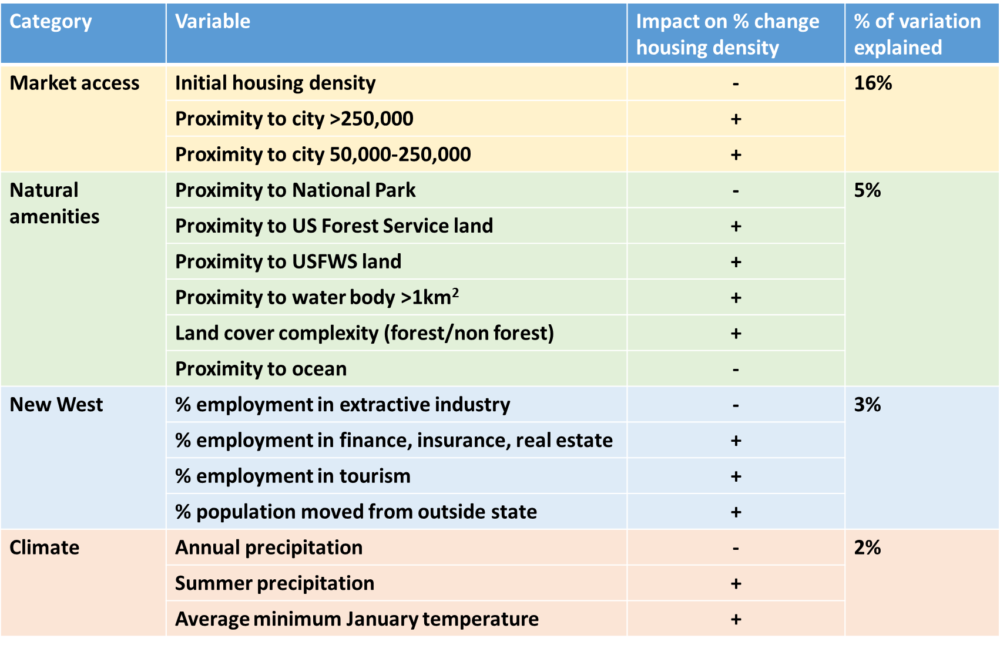 Category Variable Impact on % change housing density % of variation explained
Market access Initial housing density - 16%
Proximity to city >250,000 +
Proximity to city 50,000-250,000 +
Natural amenities Proximity to National Park - 5%
Proximity to US Forest Service land +
Proximity to USFWS land +
Proximity to water body >1km² +
Land cover complexity (forest/non forest) +
Proximity to ocean -
New West % employment in extractive industry - 3%
% employment in finance, insurance, real estate +
% employment in tourism +
% population moved from outside state +
Climate Annual precipitation - 2%
Summer precipitation +
Average minimum January temperature +